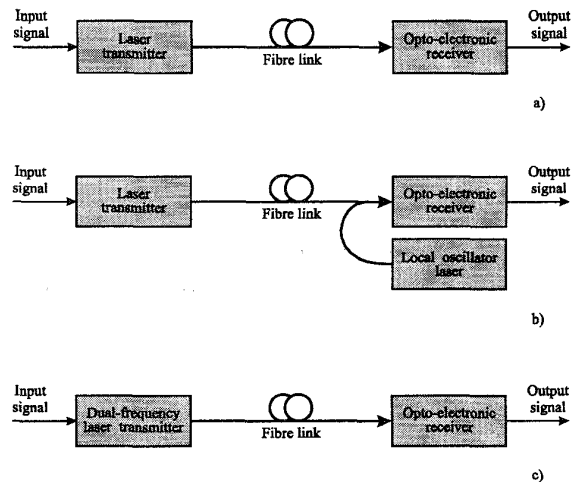 Input
signal
Laser
transmitter
Fibre link
Opto-electronic
receiver
Output
signal
a)
Input
signal
Laser
transmitter
Fibre link
Opto-electronic
receiver
Output
signal
Local oscillator
laser
b)
Input
signal
Dual-frequency
laser transmitter
Fibre link
Opto-electronic
receiver
Output
signal
c)